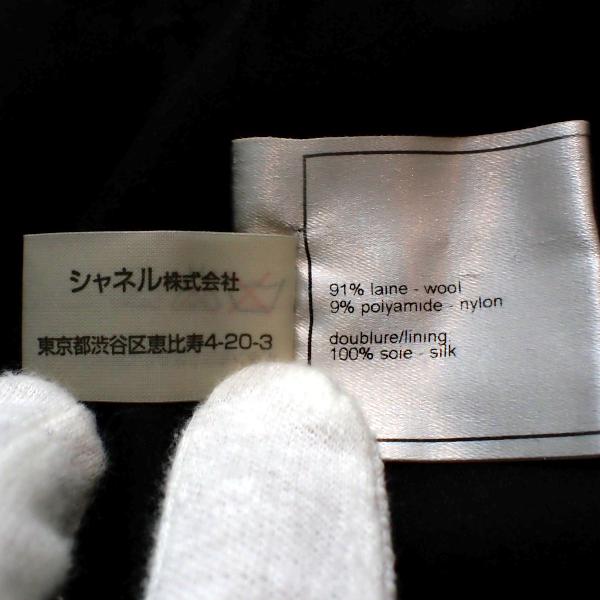 シャネル株式会社
東京都渋谷区恵比寿4-20-3
91% laine - wool
9% polyamide - nylon
doublure/lining
100% soie - silk